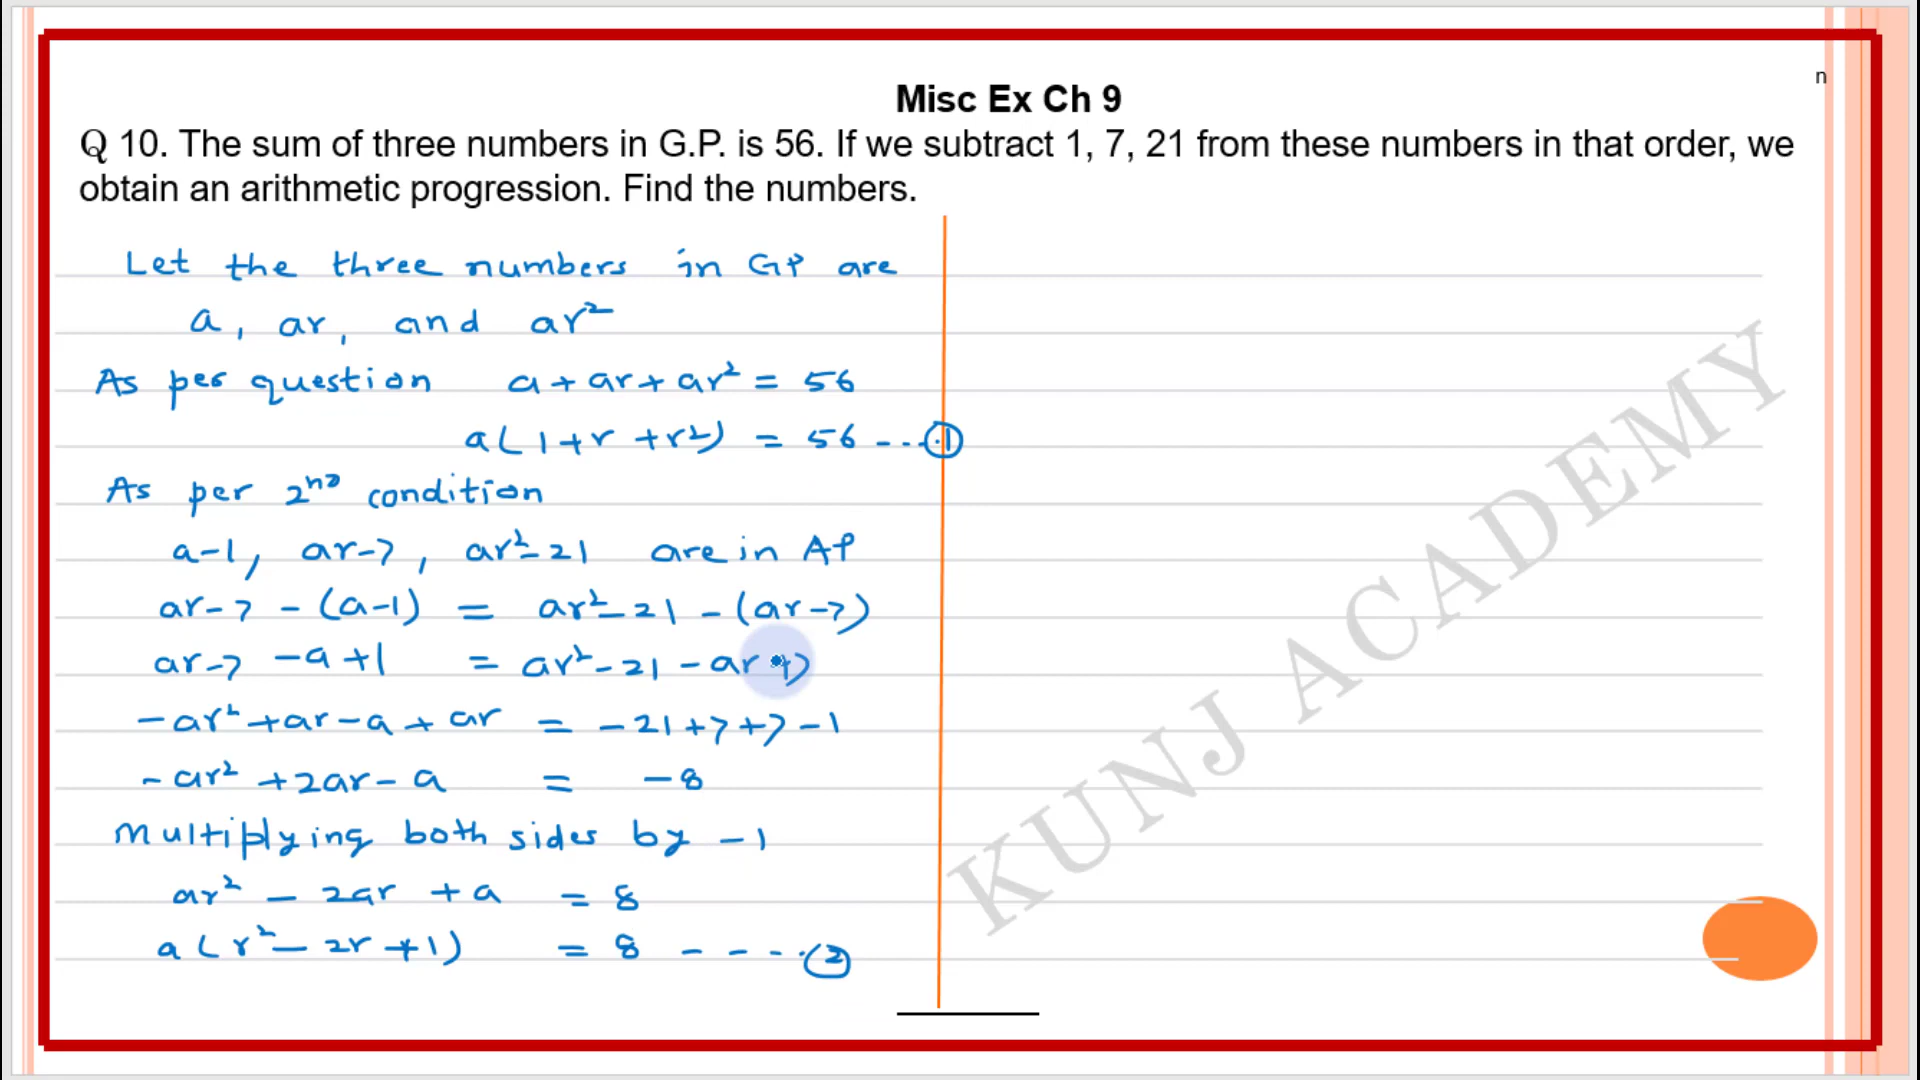 n
Misc Ex Ch 9
Q 10. The sum of three numbers in G.P. is 56. If we subtract 1, 7, 21 from these numbers in that order, we
obtain an arithmetic progression. Find the numbers.
Let the three numbers in GP are
a, ar, and ar²
As per question a + ar + ar² = 56
a(1+r+r²) = 56 ---- ①
As per 2nd condition
a-1, ar-7, ar²-21 are in AP
ar-7 - (a-1) = ar²-21 - (ar-7)
ar-7 -a+1 = ar²-21-ar+7
-ar²+ar-a+ar = -21+7+7-1
-ar²+2ar-a = -8
Multiplying both sides by -1
ar² - 2ar + a = 8
a(r²-2r+1) = 8 - - - - ②
KUNJ ACADEMY